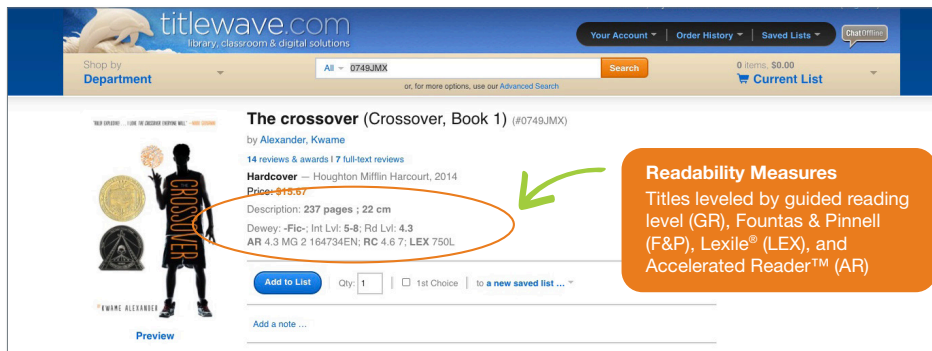 titlewave.com
library, classroom & digital solutions
Your Account
Order History
Saved Lists
Chat Offline
Shop by
Department
All
0749JMX
Search
or, for more options, use our Advanced Search
0 items; $0.00
Current List
The crossover (Crossover, Book 1) (#0749JMX)
by Alexander, Kwame
14 reviews & awards | 7 full-text reviews
Hardcover — Houghton Mifflin Harcourt, 2014
Price: $15.67
Description: 237 pages ; 22 cm
Dewey: -Fic-; Int Lvl: 5-8; Rd Lvl: 4.3
AR 4.3 MG 2 164734EN; RC 4.6 7; LEX 750L
Add to List
Qty: 1
1st Choice
to a new saved list ...
Add a note ...
CROSSOVER
KWAME ALEXANDER
Preview
Readability Measures
Titles leveled by guided reading
level (GR), Fountas & Pinnell
(F&P), Lexile® (LEX), and
Accelerated Reader™ (AR)